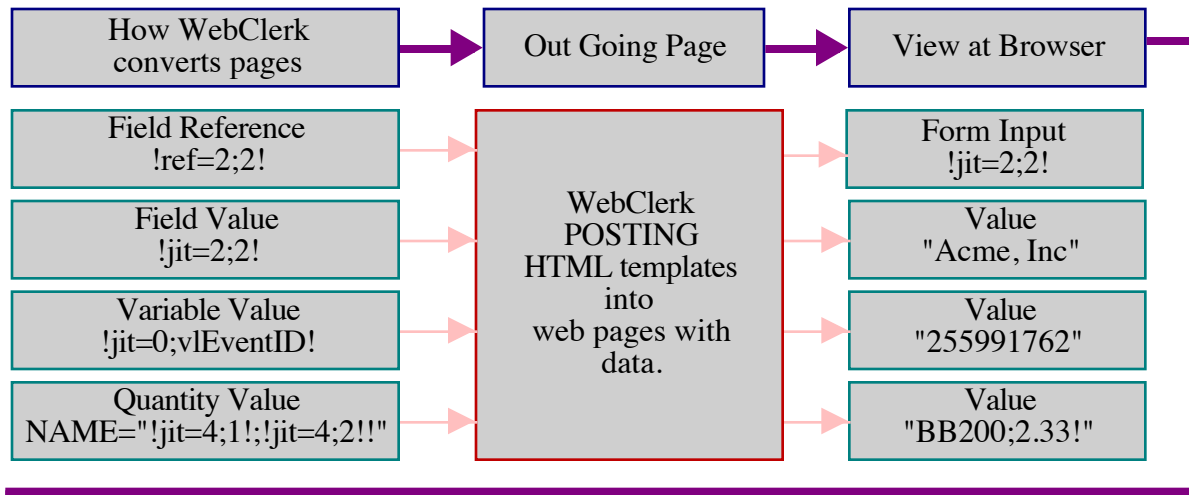 How WebClerk
converts pages
Out Going Page
View at Browser
Field Reference
!ref=2;2!
Field Value
!jit=2;2!
Variable Value
!jit=0;vlEventID!
Quantity Value
NAME="!jit=4;1!;!jit=4;2!!"
WebClerk
POSTING
HTML templates
into
web pages with
data.
Form Input
!jit=2;2!
Value
"Acme, Inc"
Value
"255991762"
Value
"BB200;2.33!"